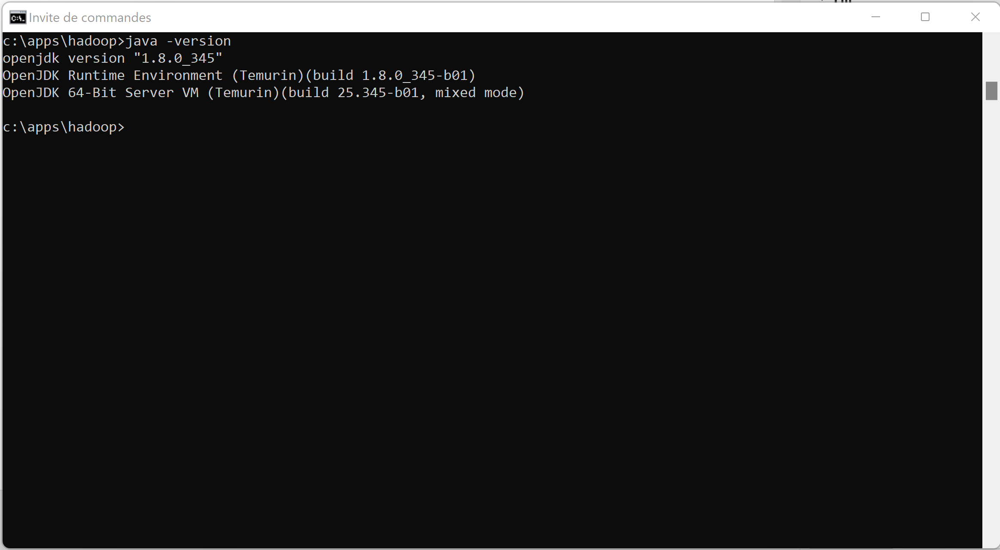 Invite de commandes
c:\apps\hadoop>java -version
openjdk version "1.8.0_345"
OpenJDK Runtime Environment (Temurin)(build 1.8.0_345-b01)
OpenJDK 64-Bit Server VM (Temurin)(build 25.345-b01, mixed mode)
c:\apps\hadoop>